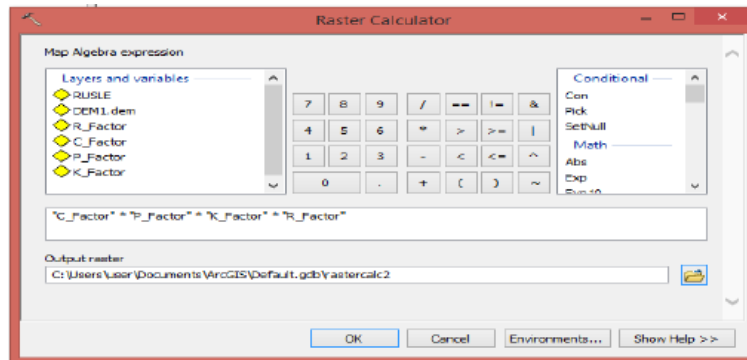 Raster Calculator
Map Algebra expression
Layers and variables
RUSLE
DEM1.dem
R_Factor
C_Factor
P_Factor
K_Factor
7 8 9 / == != &
4 5 6 * > >= |
1 2 3 - < <= ^
0 . + ( ) ~
Conditional
Con
Pick
SetNull
Math
Abs
Exp
"C_Factor" * "P_Factor" * "K_Factor" * "R_Factor"
Output raster
C:\Users\user\Documents\ArcGIS\Default.gdb\rastercalc2
OK
Cancel
Environments...
Show Help >>